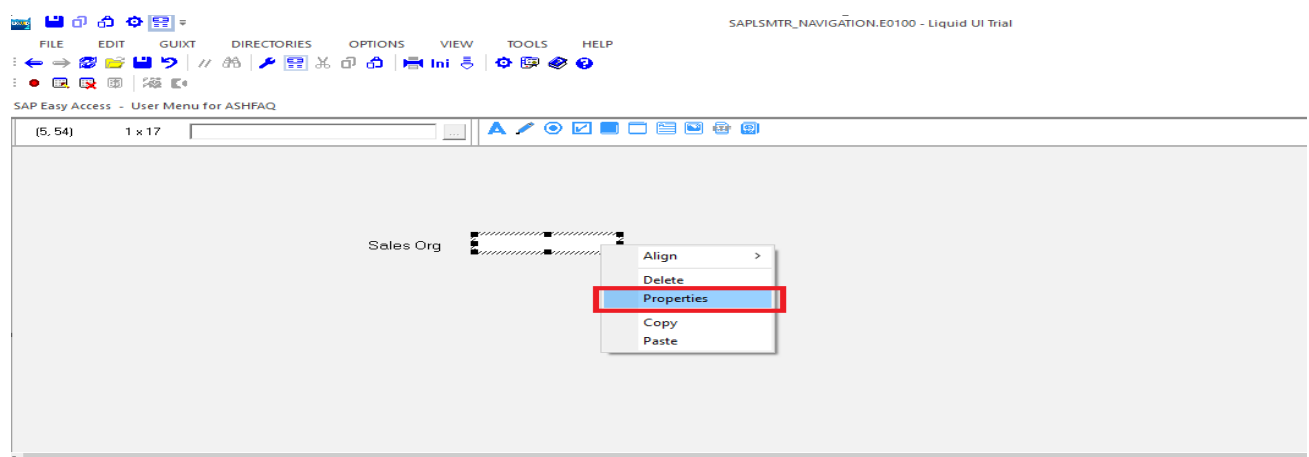 SAPLSMTR_NAVIGATION.E0100 - Liquid UI Trial
FILE EDIT GUIXT DIRECTORIES OPTIONS VIEW TOOLS HELP
Ini
SAP Easy Access - User Menu for ASHFAQ
(5, 54) 1 x 17 ...
Sales Org
Align >
Delete
Properties
Copy
Paste